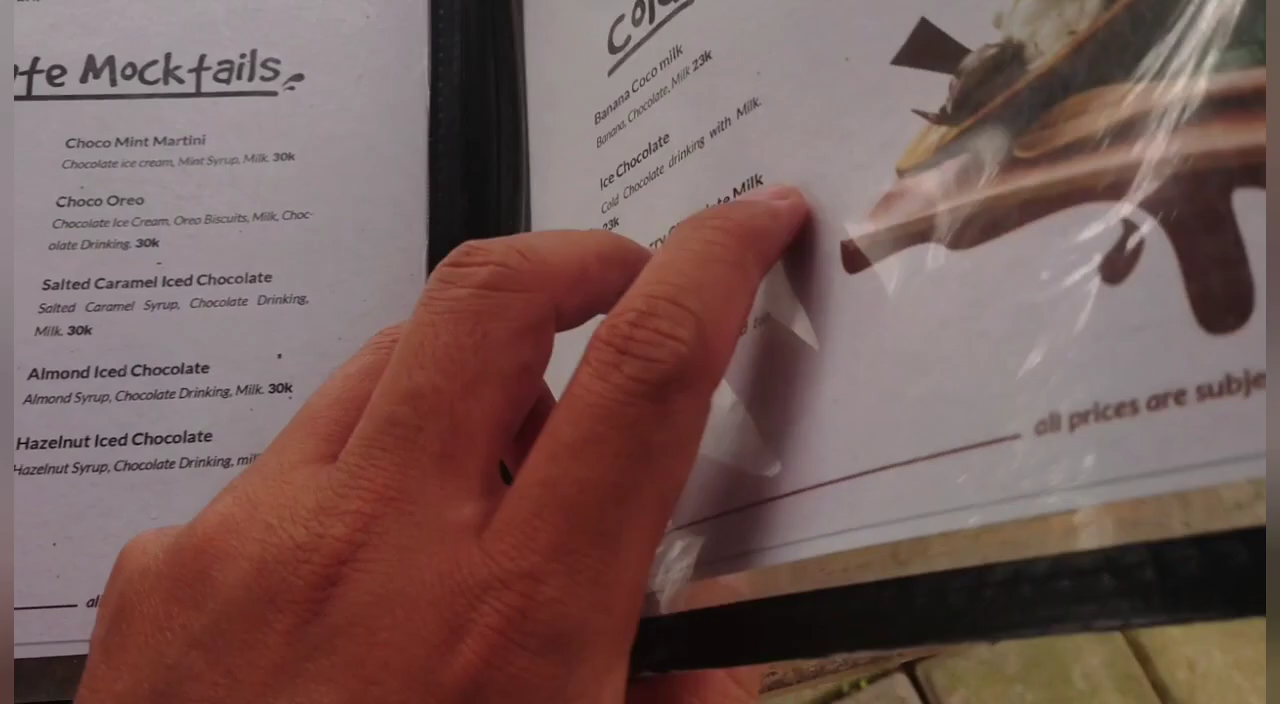 Mocktails
Choco Mint Martini
Chocolate ice cream, Mint Syrup, Milk. 30k
Choco Oreo
Chocolate Ice Cream, Oreo Biscuits, Milk, Choc-
olate Drinking. 30k
Salted Caramel Iced Chocolate
Salted Caramel Syrup, Chocolate Drinking,
Milk. 30k
Almond Iced Chocolate
Almond Syrup, Chocolate Drinking, Milk. 30k
Hazelnut Iced Chocolate
Hazelnut Syrup, Chocolate Drinking,
Banana Coco milk
Banana, Chocolate, Milk 23k
Ice Chocolate
Cold Chocolate drinking with Milk.
23k
Milk
all prices are